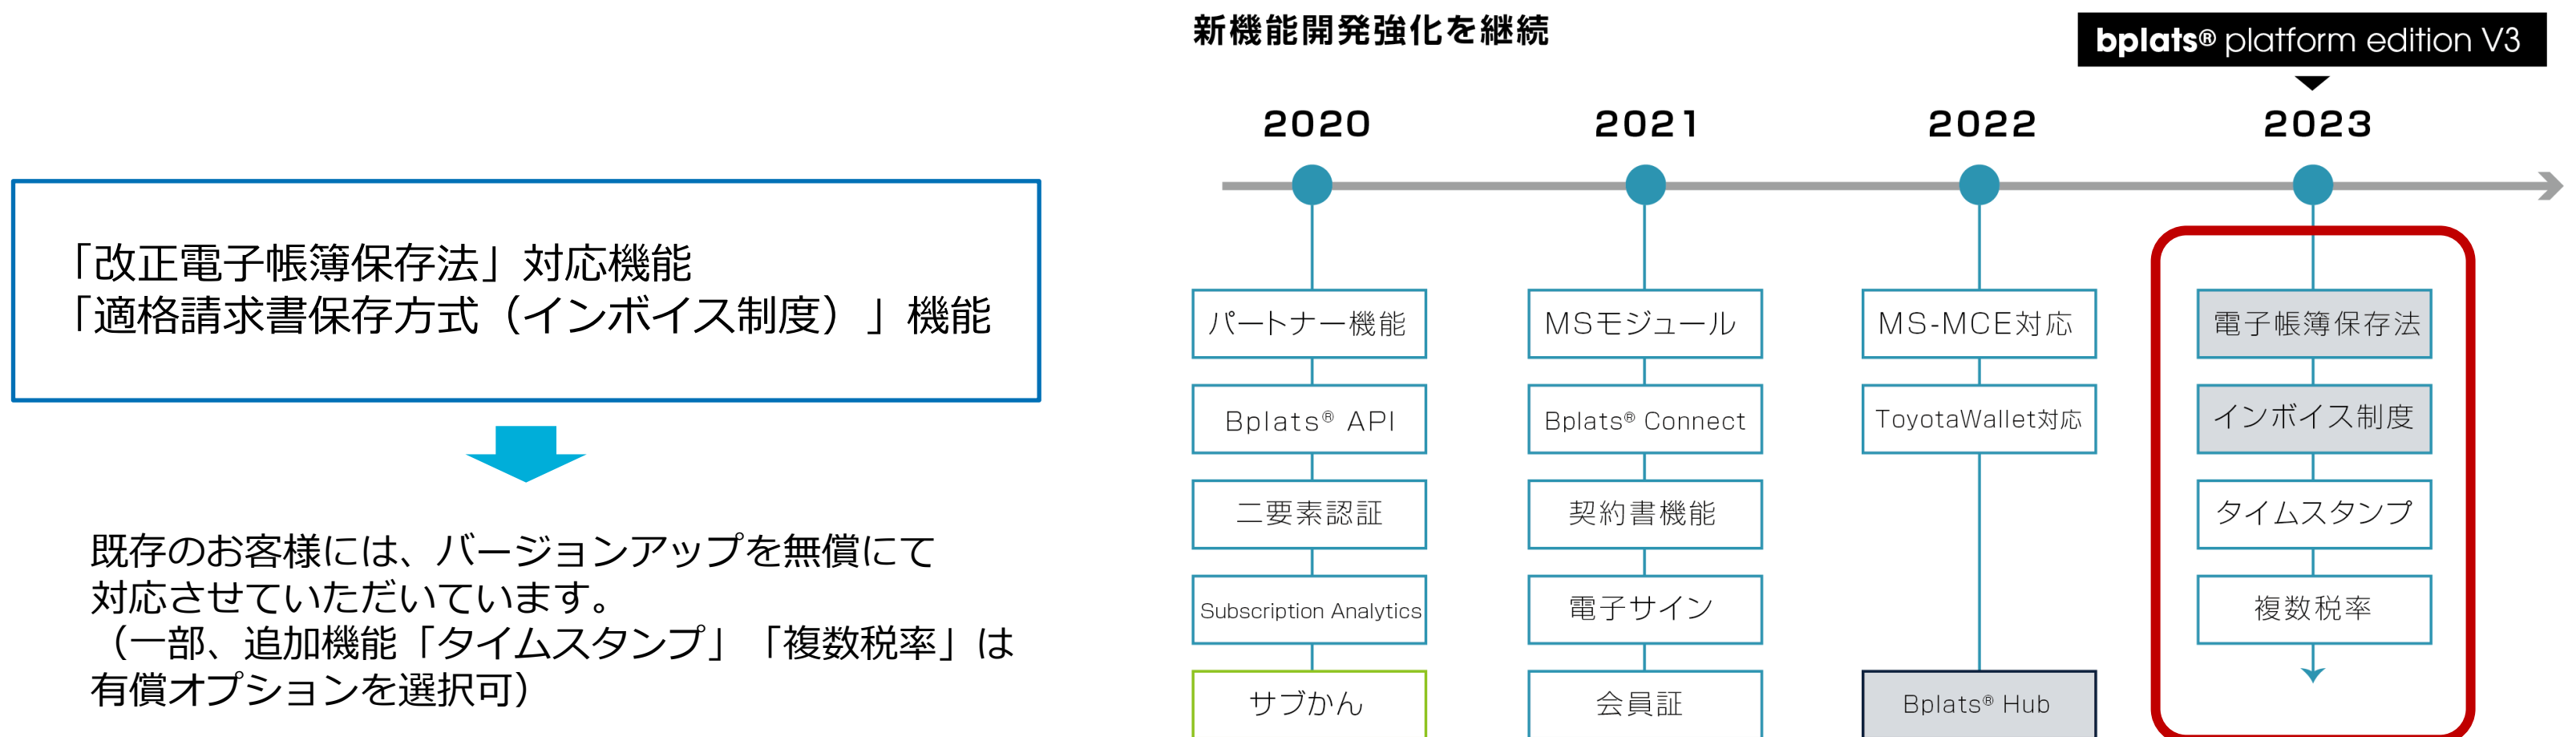 「改正電子帳簿保存法」対応機能
「適格請求書保存方式（インボイス制度）」機能
既存のお客様には、バージョンアップを無償にて
対応させていただいています。
（一部、追加機能「タイムスタンプ」「複数税率」は
有償オプションを選択可）
新機能開発強化を継続
bplats® platform edition V3
2020
2021
2022
2023
パートナー機能
Bplats® API
二要素認証
Subscription Analytics
サブかん
MSモジュール
Bplats® Connect
契約書機能
電子サイン
会員証
MS-MCE対応
ToyotaWallet対応
Bplats® Hub
電子帳簿保存法
インボイス制度
タイムスタンプ
複数税率